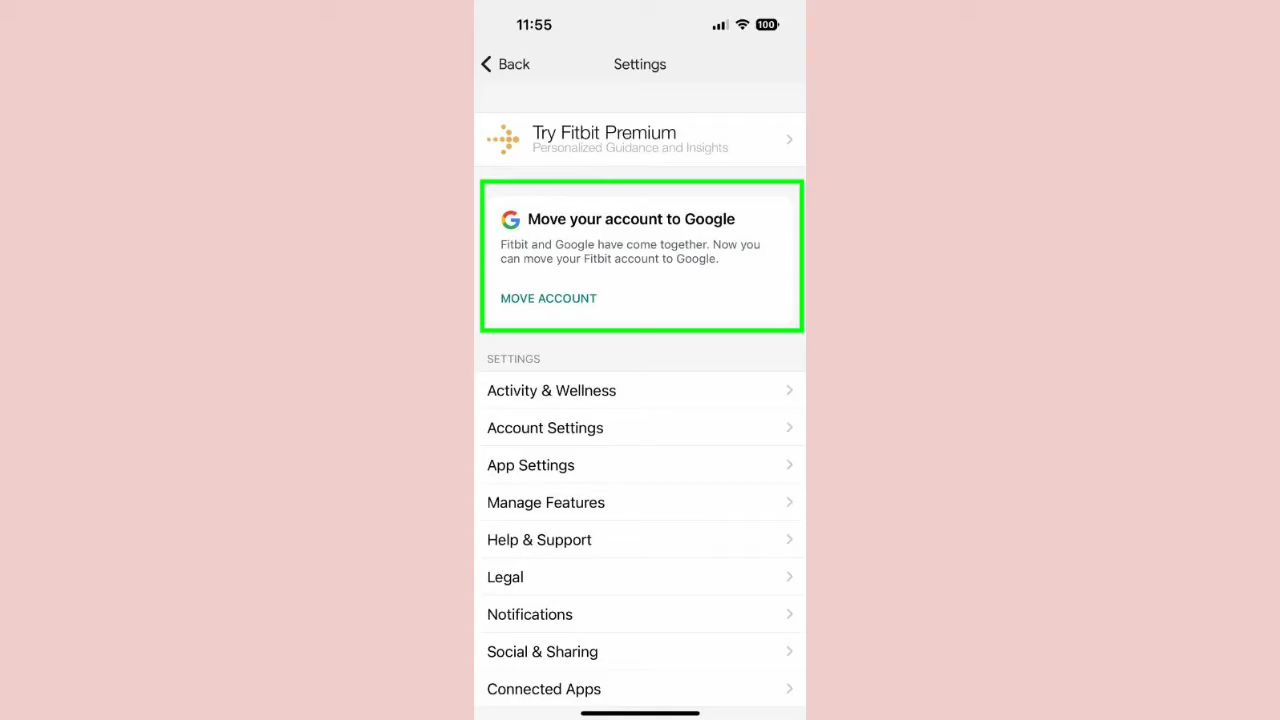 11:55
100
Back
Settings
Try Fitbit Premium
Personalized Guidance and Insights
Move your account to Google
Fitbit and Google have come together. Now you
can move your Fitbit account to Google.
MOVE ACCOUNT
SETTINGS
Activity & Wellness
Account Settings
App Settings
Manage Features
Help & Support
Legal
Notifications
Social & Sharing
Connected Apps